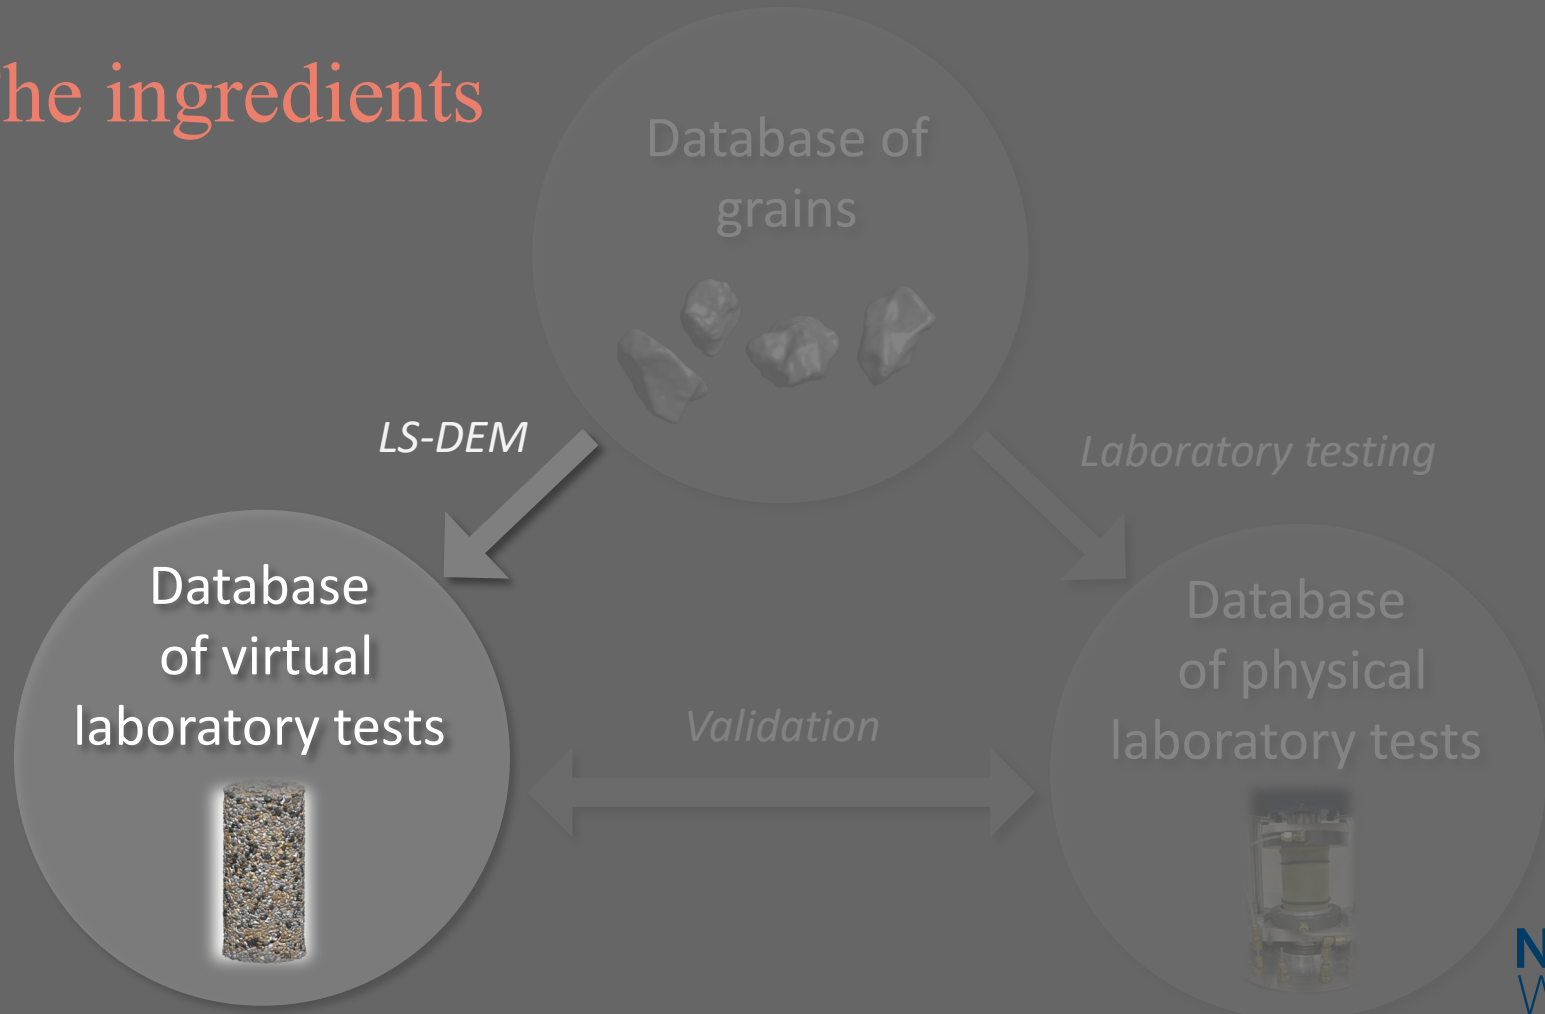 he ingredients
Database of
grains
LS-DEM
Laboratory testing
Database
of virtual
laboratory tests
Validation
Database
of physical
laboratory tests
N
W